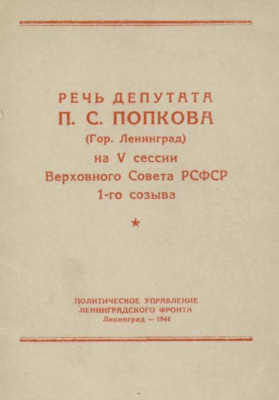 РЕЧЬ ДЕПУТАТА
П. С. ПОПКОВА
(Гор. Ленинград)
на V сессии
Верховного Совета РСФСР
1-го созыва
ПОЛИТИЧЕСКОЕ УПРАВЛЕНИЕ
ЛЕНИНГРАДСКОГО ФРОНТА
Ленинград — 1944